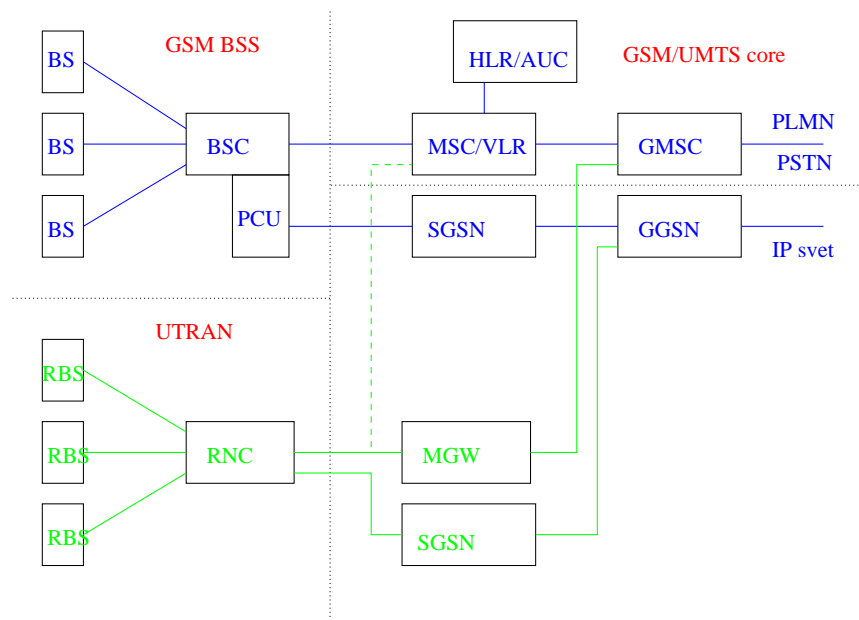 GSM BSS
HLR/AUC
GSM/UMTS core
BS
BS
BSC
MSC/VLR
GMSC
PLMN
PSTN
BS
PCU
SGSN
GGSN
IP svet
UTRAN
RBS
RBS
RNC
MGW
RBS
SGSN